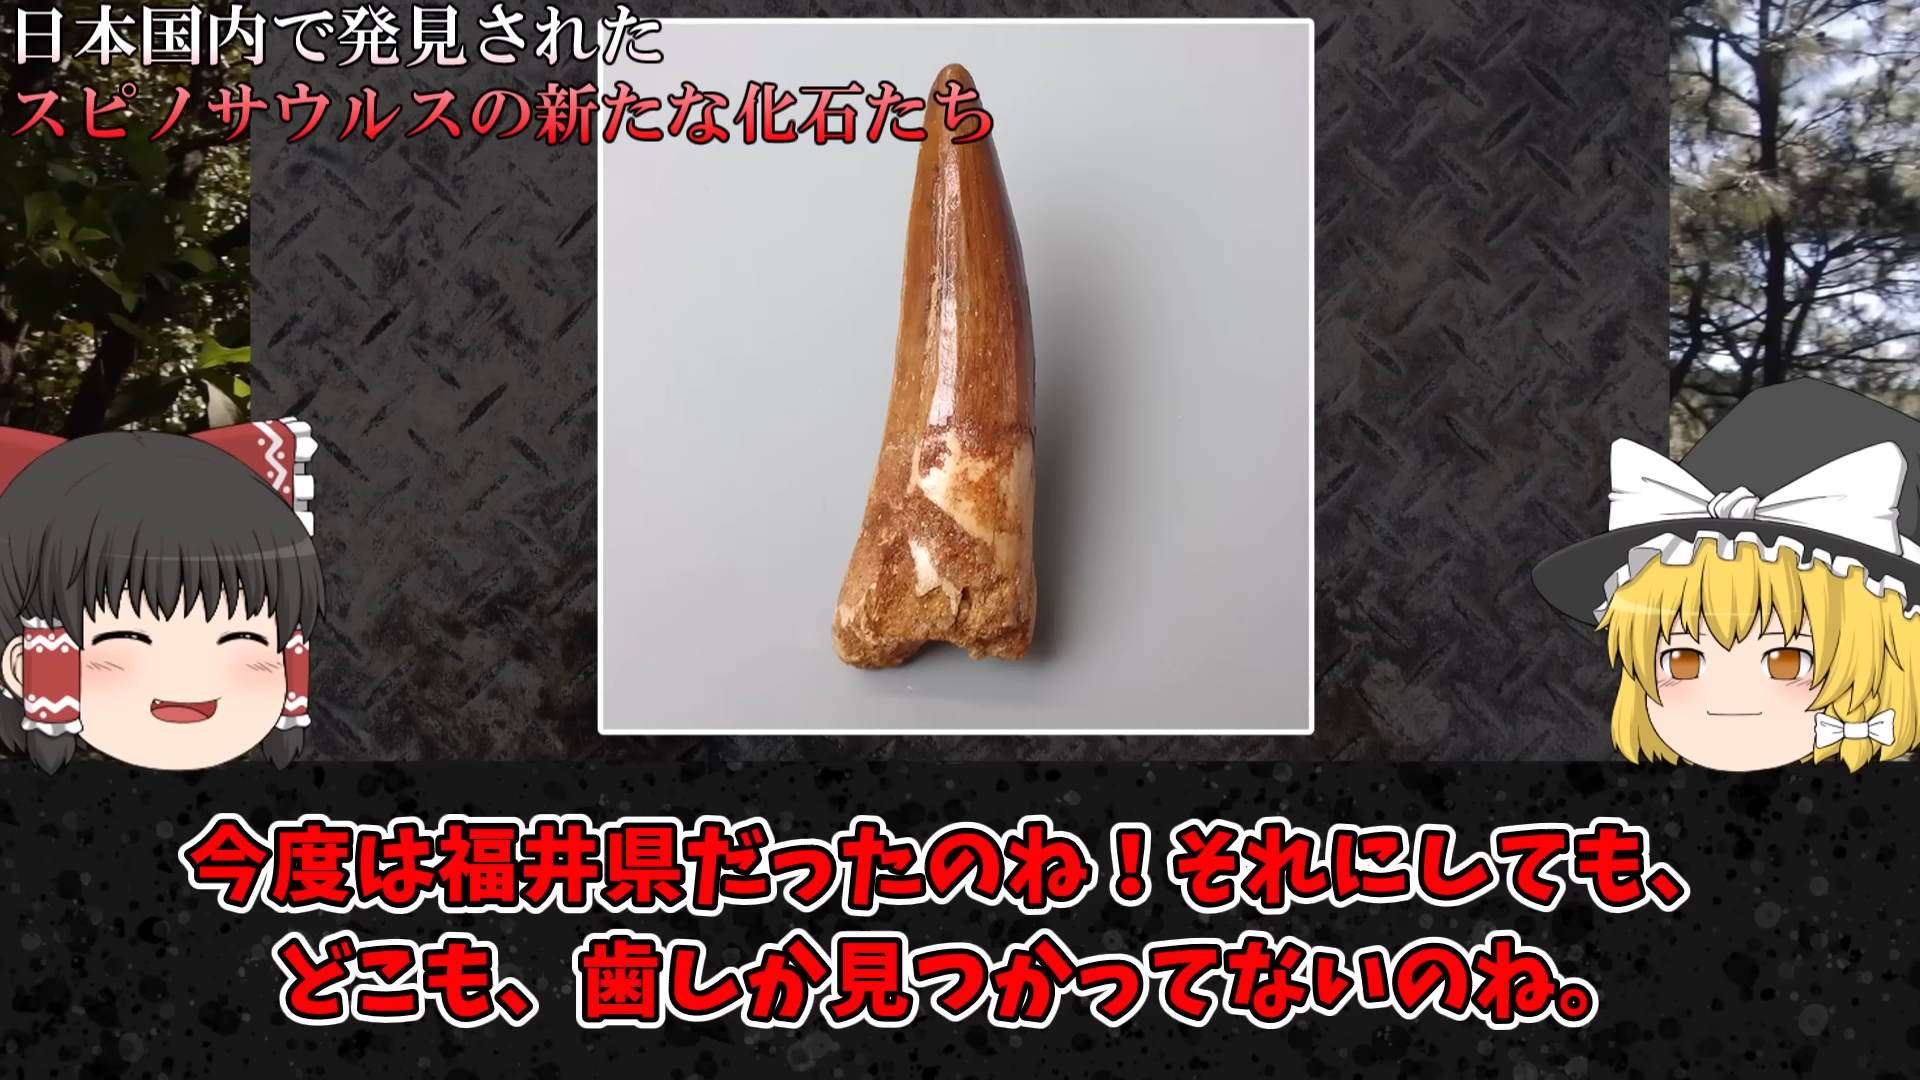 日本国内で発見された
スピノサウルスの新たな化石たち
今度は福井県だったのね！それにしても、
どこも、歯しか見つかってないのね。